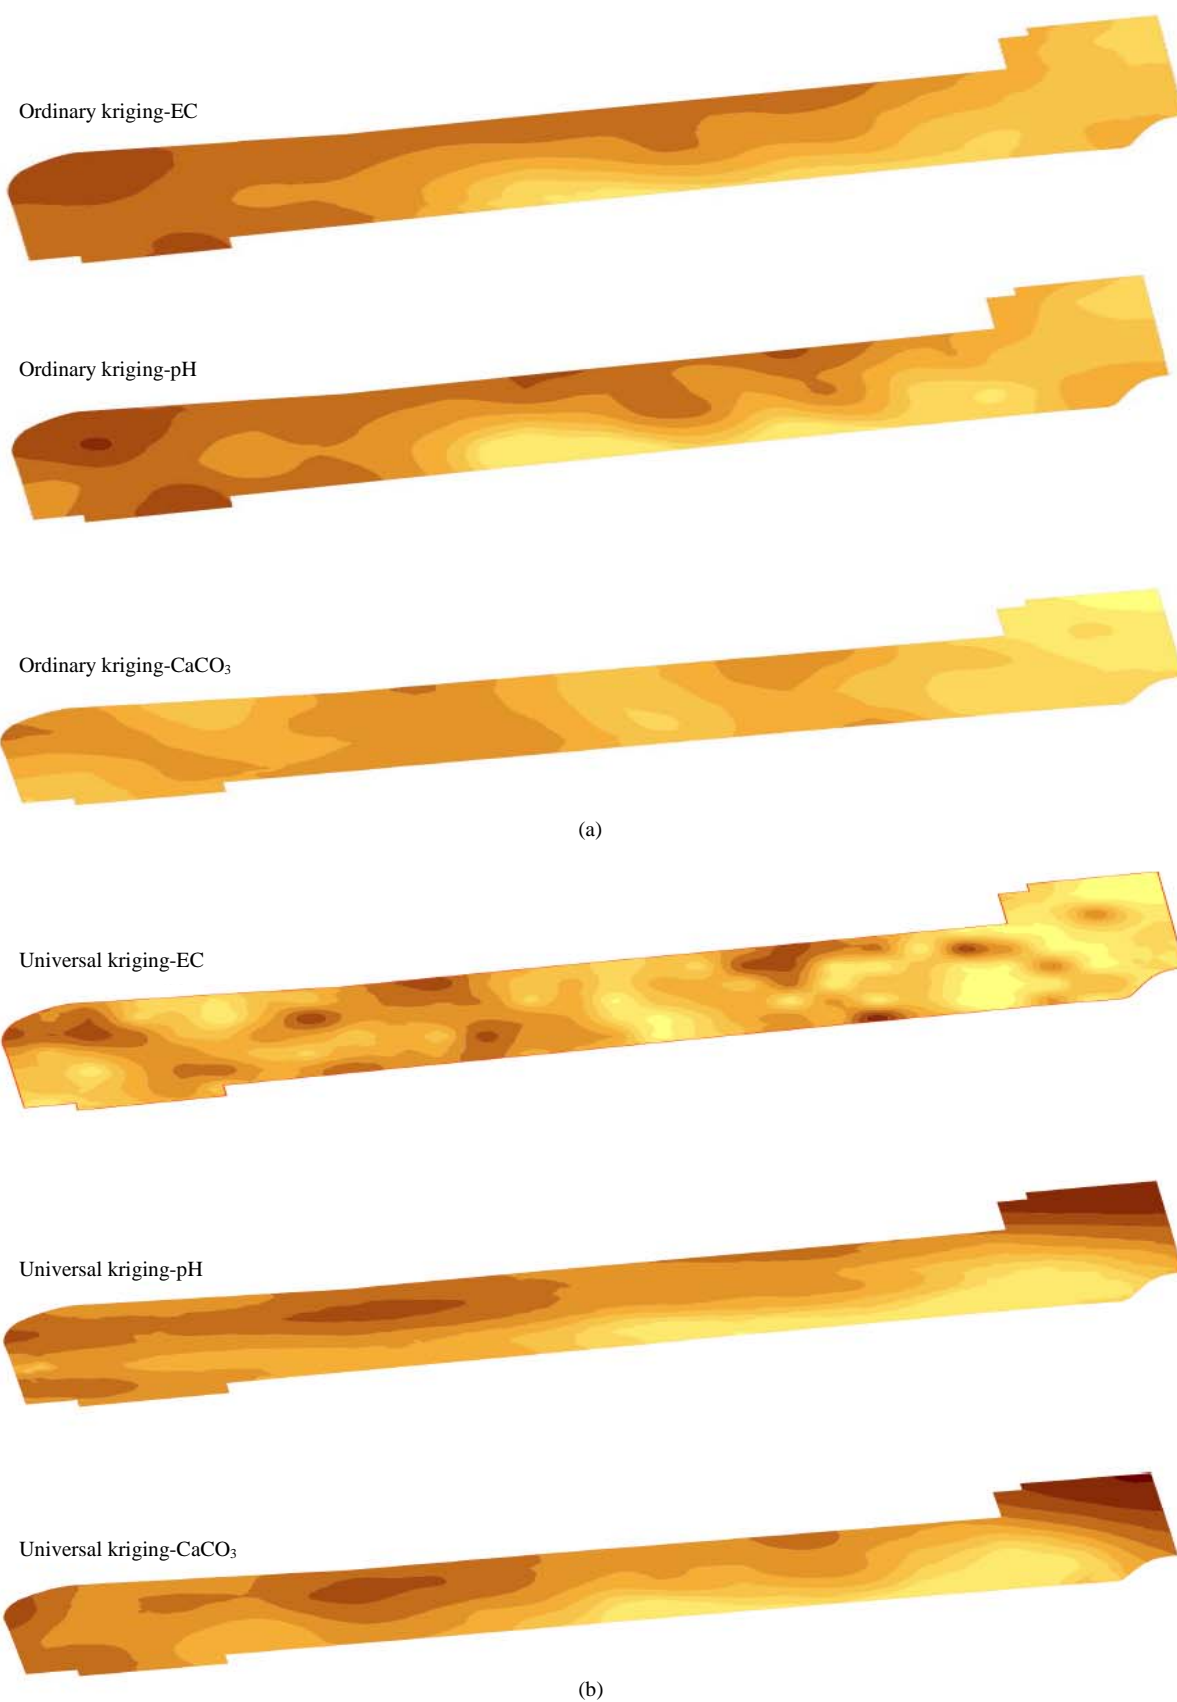 Ordinary kriging-EC
Ordinary kriging-pH
Ordinary kriging-CaCO₃
(a)
Universal kriging-EC
Universal kriging-pH
Universal kriging-CaCO₃
(b)